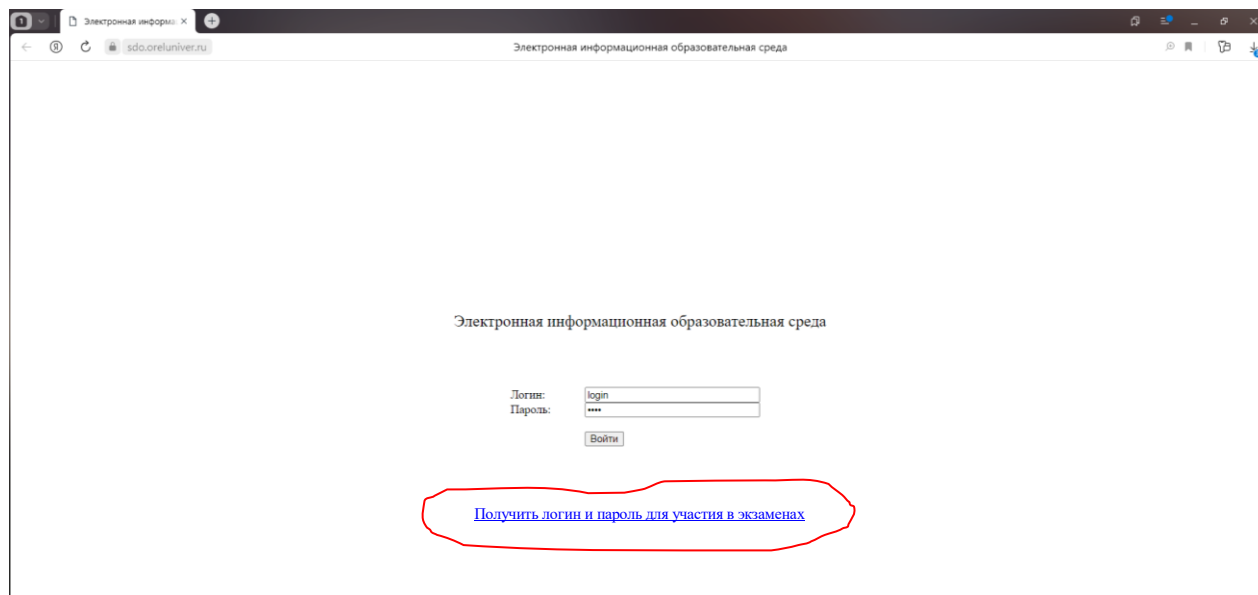 1
Электронная информа
sdo.oreluniver.ru
Электронная информационная образовательная среда
Электронная информационная образовательная среда
Логин:
login
Пароль:
••••
Войти
Получить логин и пароль для участия в экзаменах